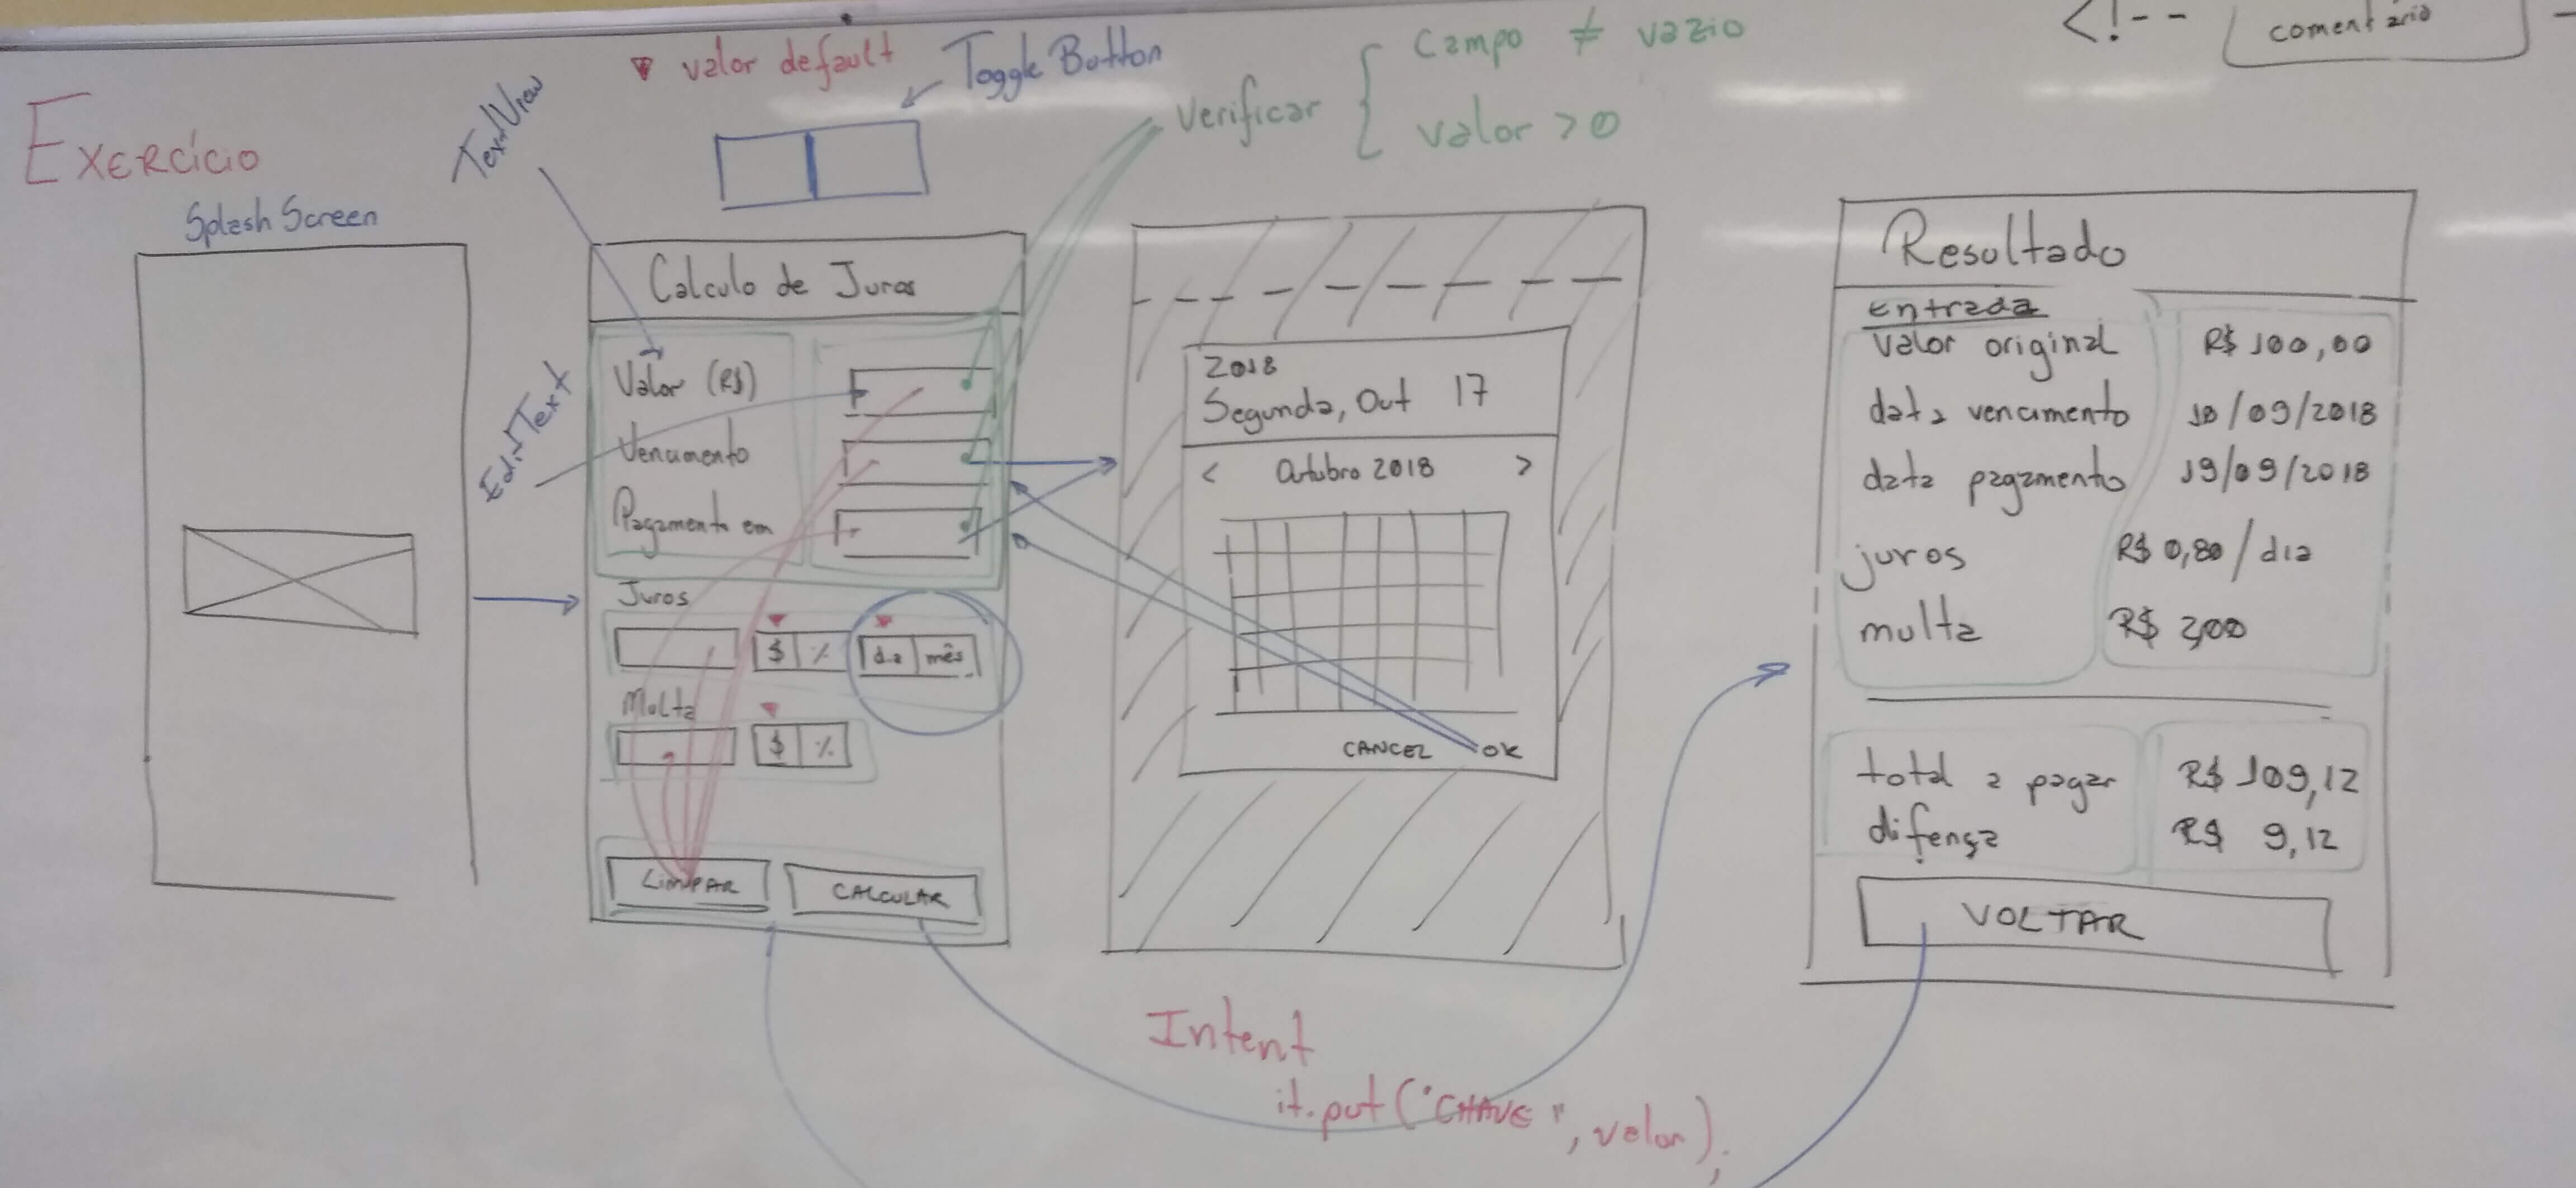 <!-- comentário
▼ valor default
Toggle Button
Verificar { Campo ≠ vazio
valor > 0
EXERCÍCIO
TextView
EditText
Splash Screen
Calculo de Juros
Valor (R$)
Vencimento
Pagamento em
Juros
$ % dia mês
Multa
$ %
LIMPAR CALCULAR
2018
Segunda, Out 17
< Outubro 2018 >
CANCEL OK
Resultado
entrada
valor original R$ 100,00
data vencimento 10/09/2018
data pagamento 19/09/2018
juros R$ 0,80/dia
multa R$ 2,00
total a pagar R$ 109,12
difença R$ 9,12
VOLTAR
Intent
it.put("CHAVE", valor);